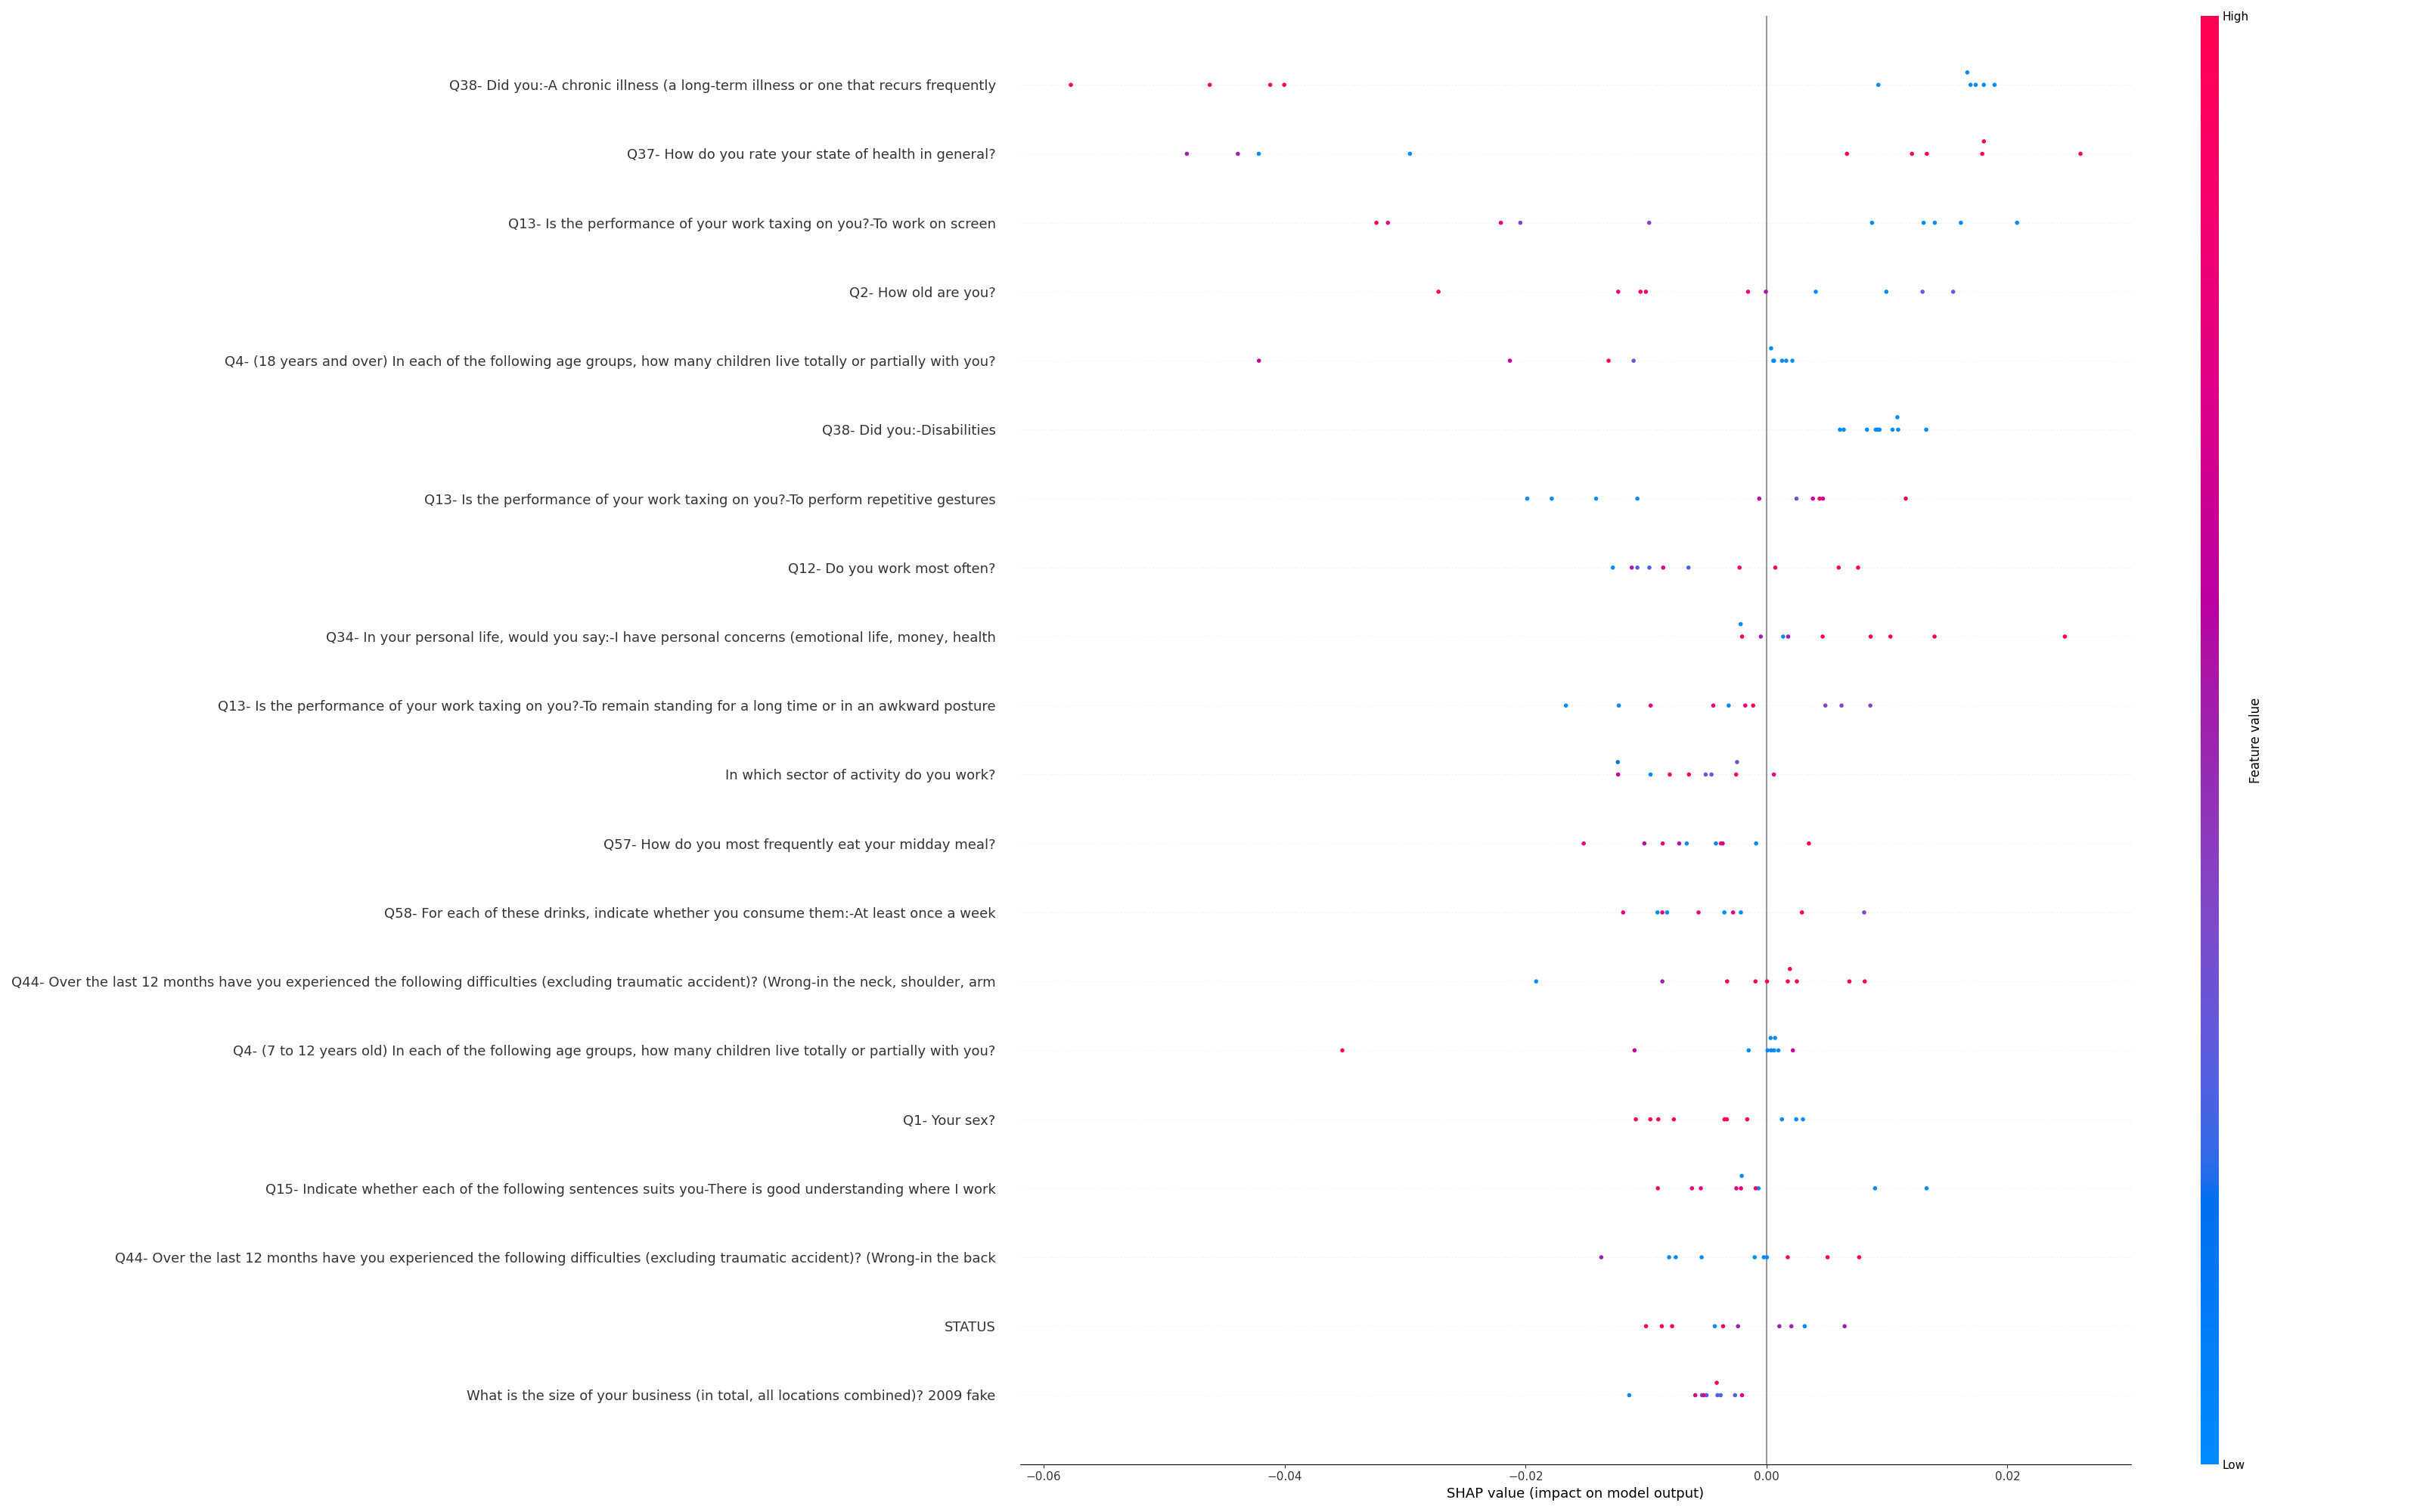 High
Q38- Did you:-A chronic illness (a long-term illness or one that recurs frequently
Q37- How do you rate your state of health in general?
Q13- Is the performance of your work taxing on you?-To work on screen
Q2- How old are you?
Q4- (18 years and over) In each of the following age groups, how many children live totally or partially with you?
Q38- Did you:-Disabilities
Q13- Is the performance of your work taxing on you?-To perform repetitive gestures
Q12- Do you work most often?
Q34- In your personal life, would you say:-I have personal concerns (emotional life, money, health
Q13- Is the performance of your work taxing on you?-To remain standing for a long time or in an awkward posture
In which sector of activity do you work?
Q57- How do you most frequently eat your midday meal?
Q58- For each of these drinks, indicate whether you consume them:-At least once a week
Q44- Over the last 12 months have you experienced the following difficulties (excluding traumatic accident)? (Wrong-in the neck, shoulder, arm
Q4- (7 to 12 years old) In each of the following age groups, how many children live totally or partially with you?
Q1- Your sex?
Q15- Indicate whether each of the following sentences suits you-There is good understanding where I work
Q44- Over the last 12 months have you experienced the following difficulties (excluding traumatic accident)? (Wrong-in the back
STATUS
What is the size of your business (in total, all locations combined)? 2009 fake
Feature value
Low
−0.06 −0.04 −0.02 0.00 0.02
SHAP value (impact on model output)